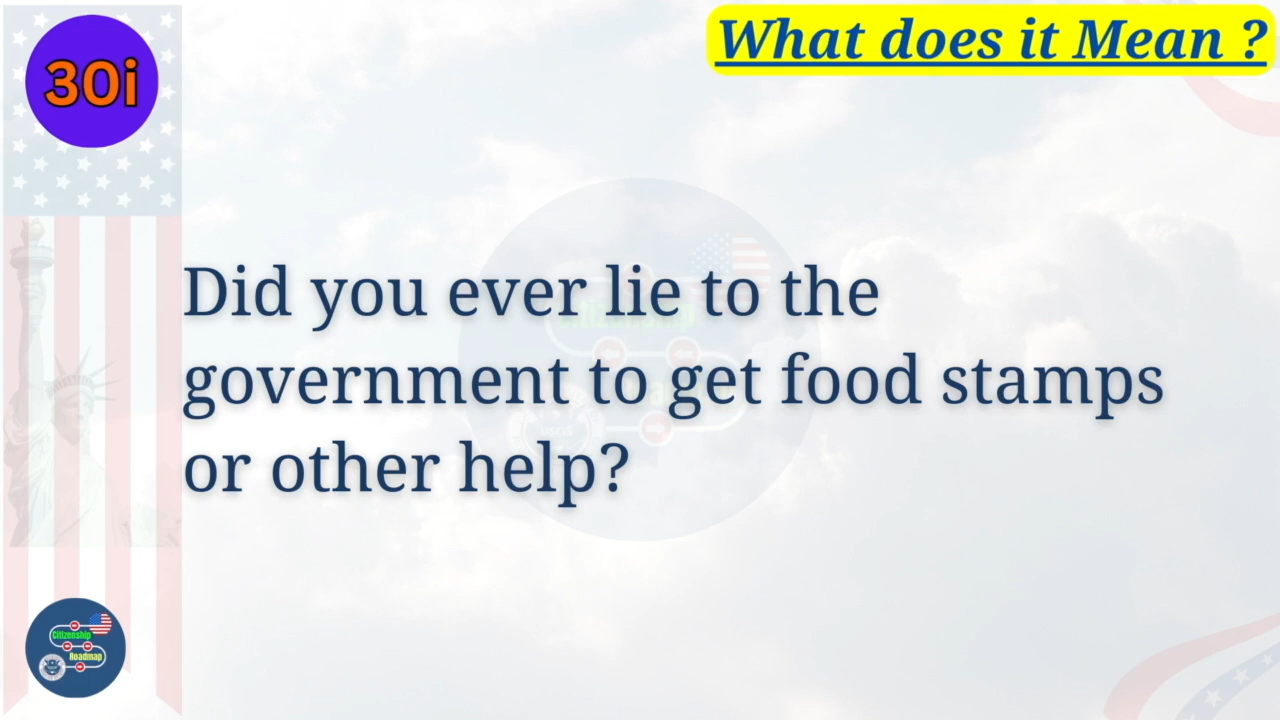 30i
What does it Mean ?
Did you ever lie to the
government to get food stamps
or other help?
Citizenship
Roadmap